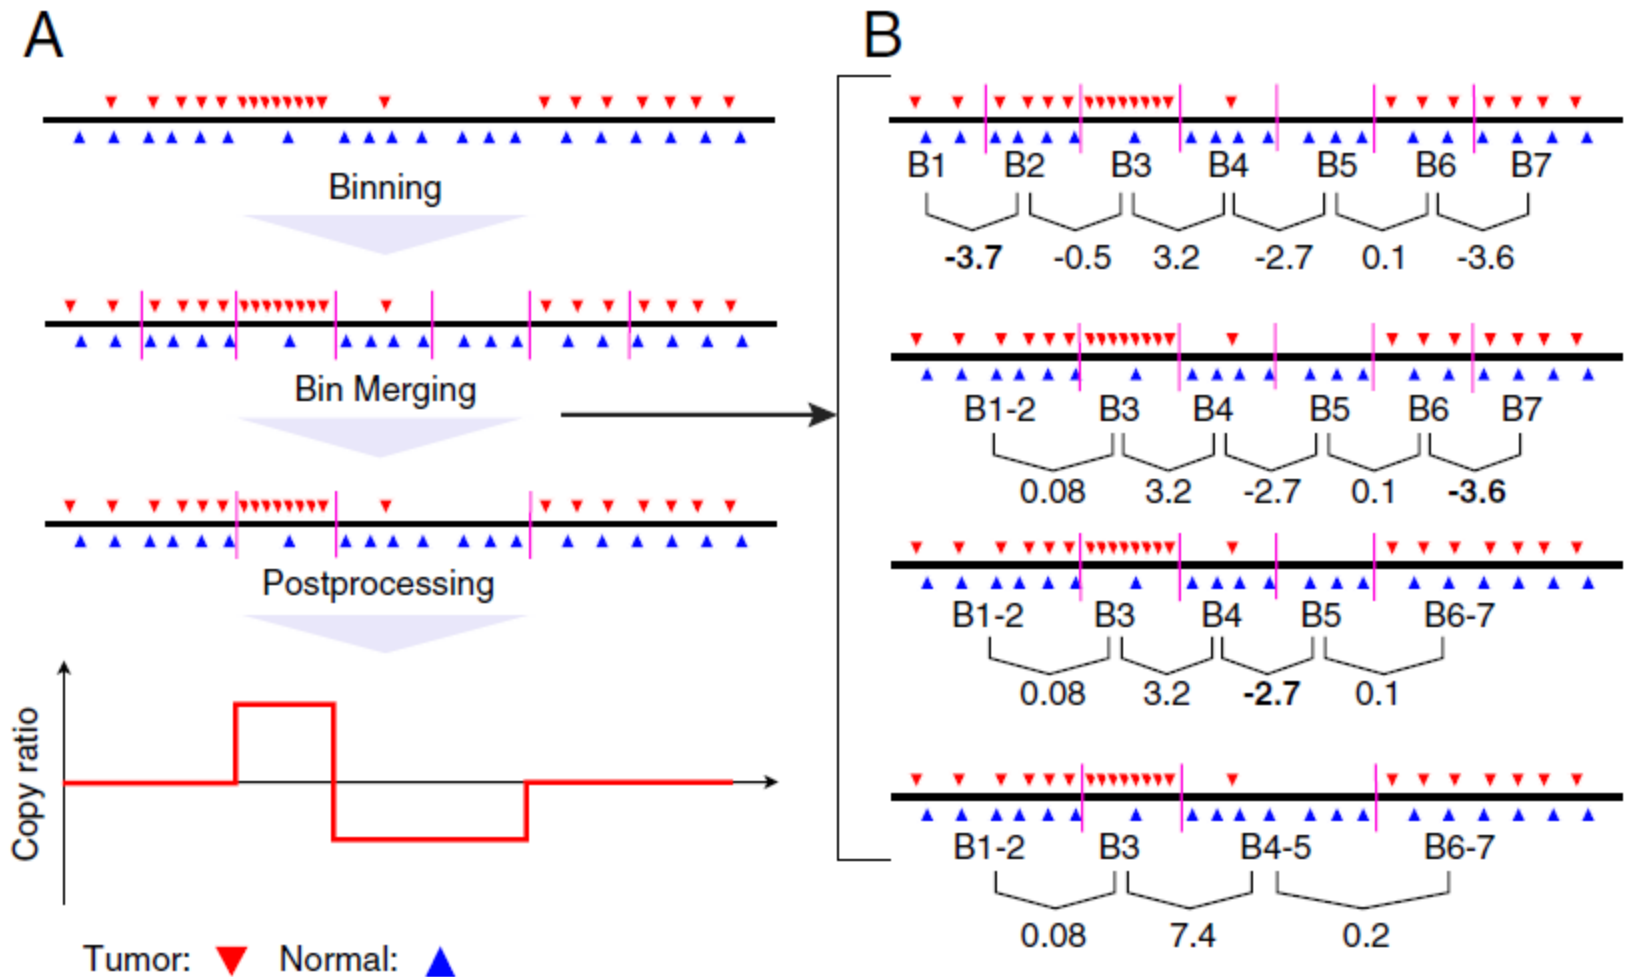 A
Binning
Bin Merging
Postprocessing
Copy ratio
Tumor: Normal:
B
B1 B2 B3 B4 B5 B6 B7
-3.7 -0.5 3.2 -2.7 0.1 -3.6
B1-2 B3 B4 B5 B6 B7
0.08 3.2 -2.7 0.1 -3.6
B1-2 B3 B4 B5 B6-7
0.08 3.2 -2.7 0.1
B1-2 B3 B4-5 B6-7
0.08 7.4 0.2